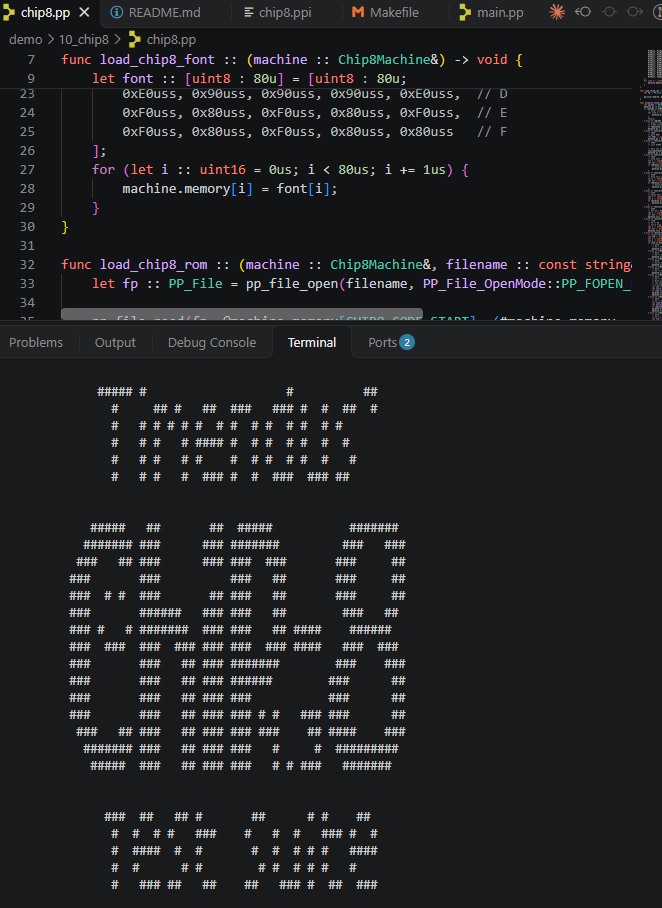 chip8.pp README.md chip8.ppi Makefile main.pp
demo > 10_chip8 > chip8.pp
7 func load_chip8_font :: (machine :: Chip8Machine&) -> void {
9 let font :: [uint8 : 80u] = [uint8 : 80u;
23 0xE0uss, 0x90uss, 0x90uss, 0x90uss, 0xE0uss, // D
24 0xF0uss, 0x80uss, 0xF0uss, 0x80uss, 0xF0uss, // E
25 0xF0uss, 0x80uss, 0xF0uss, 0x80uss, 0x80uss // F
26 ];
27 for (let i :: uint16 = 0us; i < 80us; i += 1us) {
28 machine.memory[i] = font[i];
29 }
30 }
31
32 func load_chip8_rom :: (machine :: Chip8Machine&, filename :: const string
33 let fp :: PP_File = pp_file_open(filename, PP_File_OpenMode::PP_FOPEN_
34
Problems Output Debug Console Terminal Ports 2
CHIP-8